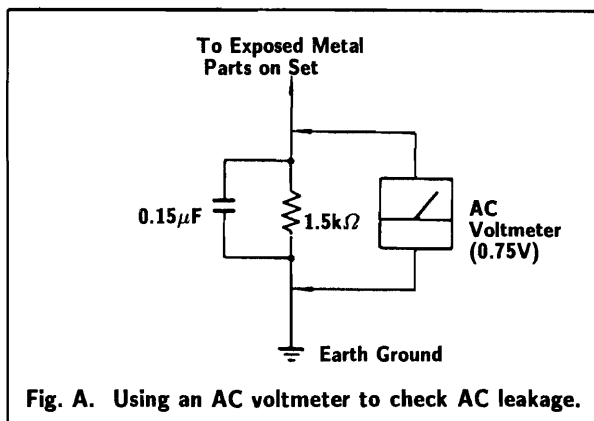 To Exposed Metal
Parts on Set
0.15μF
1.5kΩ
AC
Voltmeter
(0.75V)
Earth Ground
Fig. A. Using an AC voltmeter to check AC leakage.